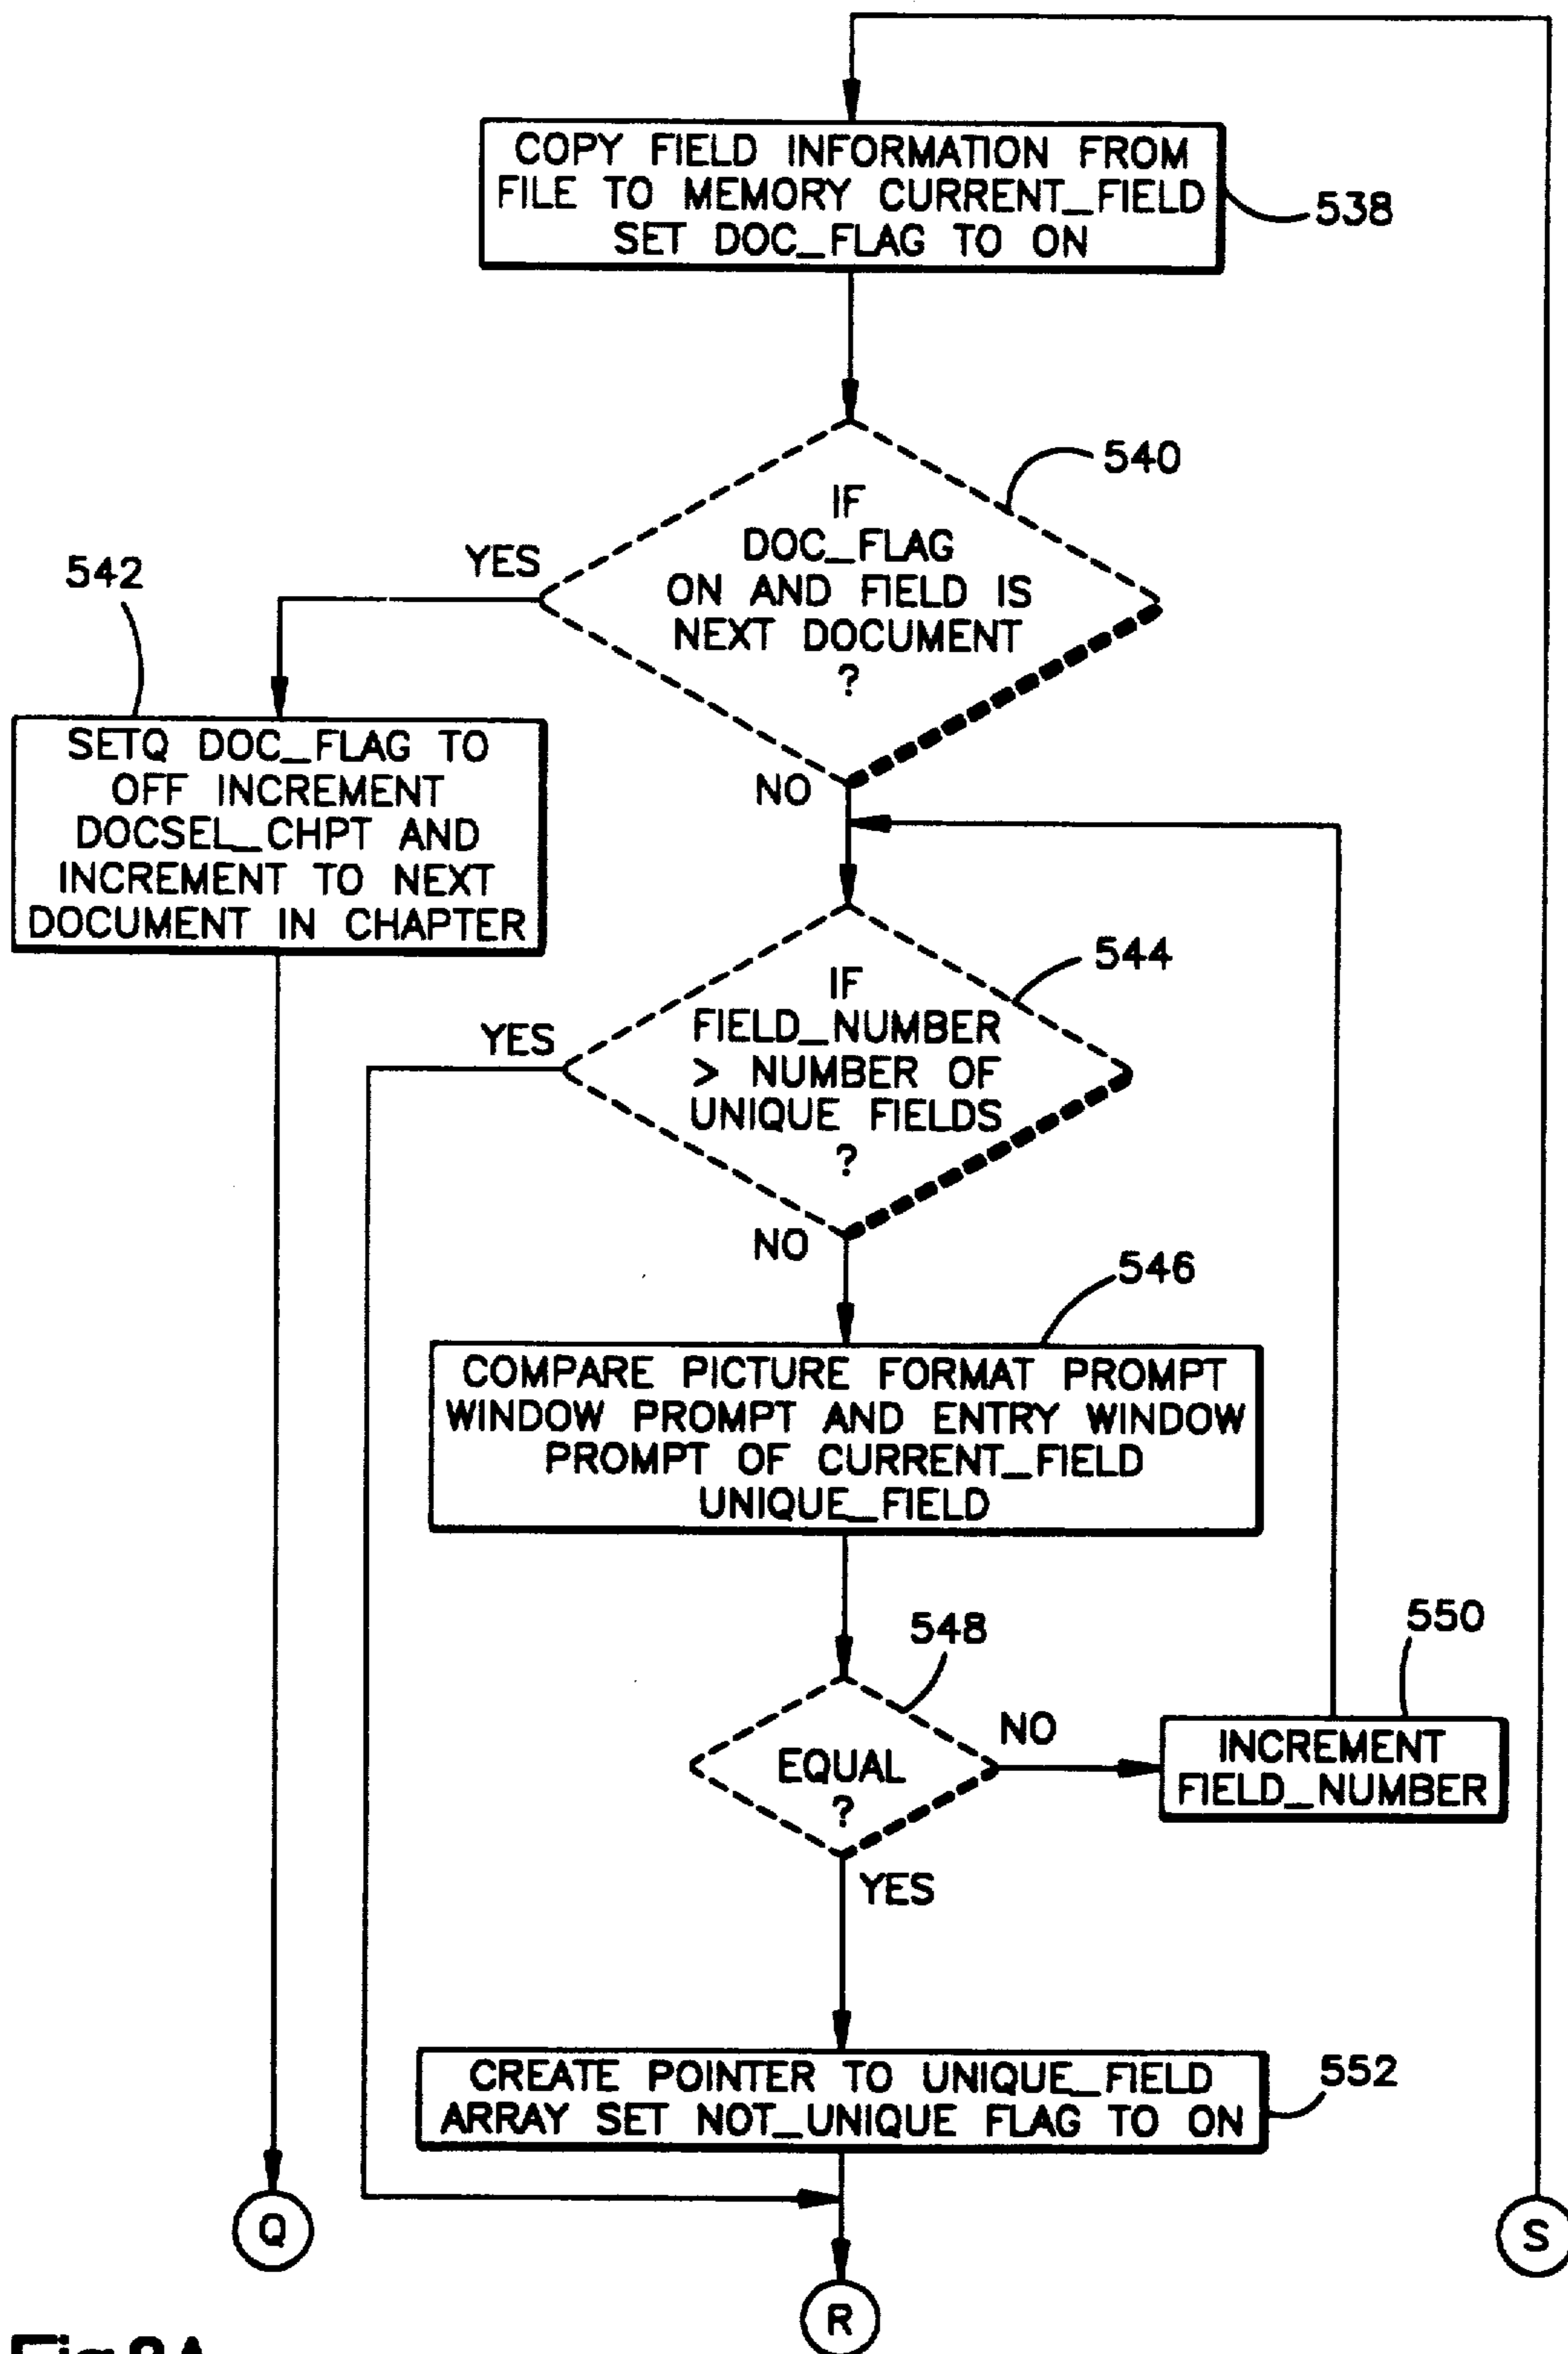 COPY FIELD INFORMATION FROM
FILE TO MEMORY CURRENT_FIELD
SET DOC_FLAG TO ON
538
540
IF
DOC_FLAG
ON AND FIELD IS
NEXT DOCUMENT
?
YES
NO
542
SETQ DOC_FLAG TO
OFF INCREMENT
DOCSEL_CHPT AND
INCREMENT TO NEXT
DOCUMENT IN CHAPTER
544
IF
FIELD_NUMBER
> NUMBER OF
UNIQUE FIELDS
?
YES
NO
546
COMPARE PICTURE FORMAT PROMPT
WINDOW PROMPT AND ENTRY WINDOW
PROMPT OF CURRENT_FIELD
UNIQUE_FIELD
548
EQUAL
?
NO
550
INCREMENT
FIELD_NUMBER
YES
CREATE POINTER TO UNIQUE_FIELD
ARRAY SET NOT_UNIQUE FLAG TO ON
552
Q
S
R